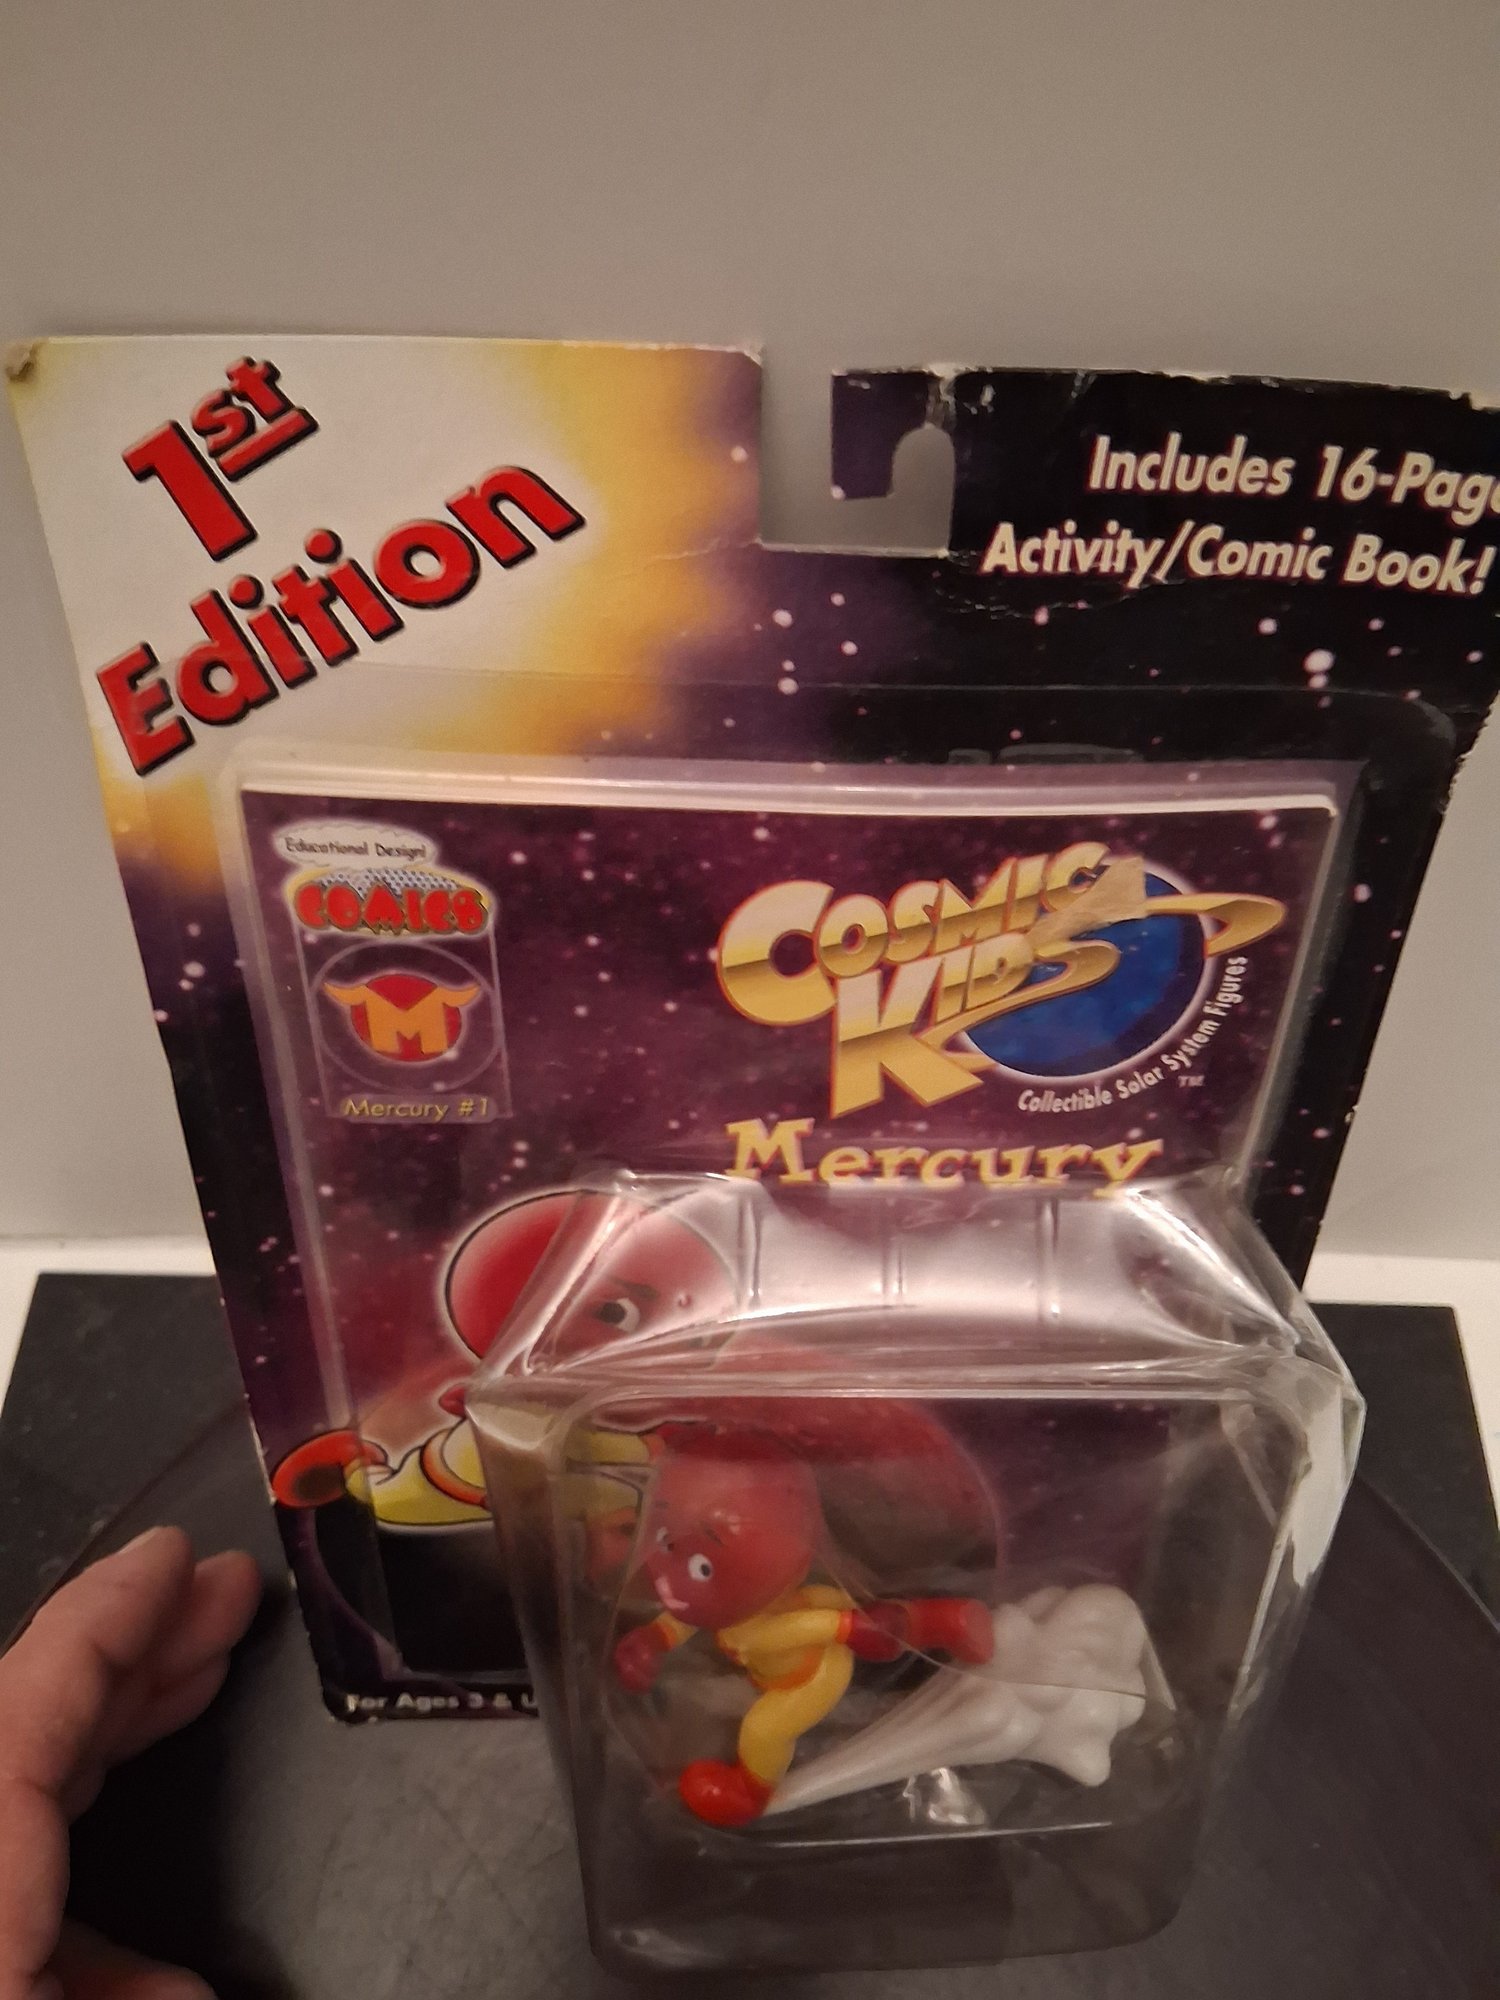 1st
Edition
Includes 16-Page
Activity/Comic Book!
Educational Design!
COMICS
M
Mercury #1
COSMIC
KIDS
Collectible Solar System Figures
TM
Mercury
For Ages 3 & U